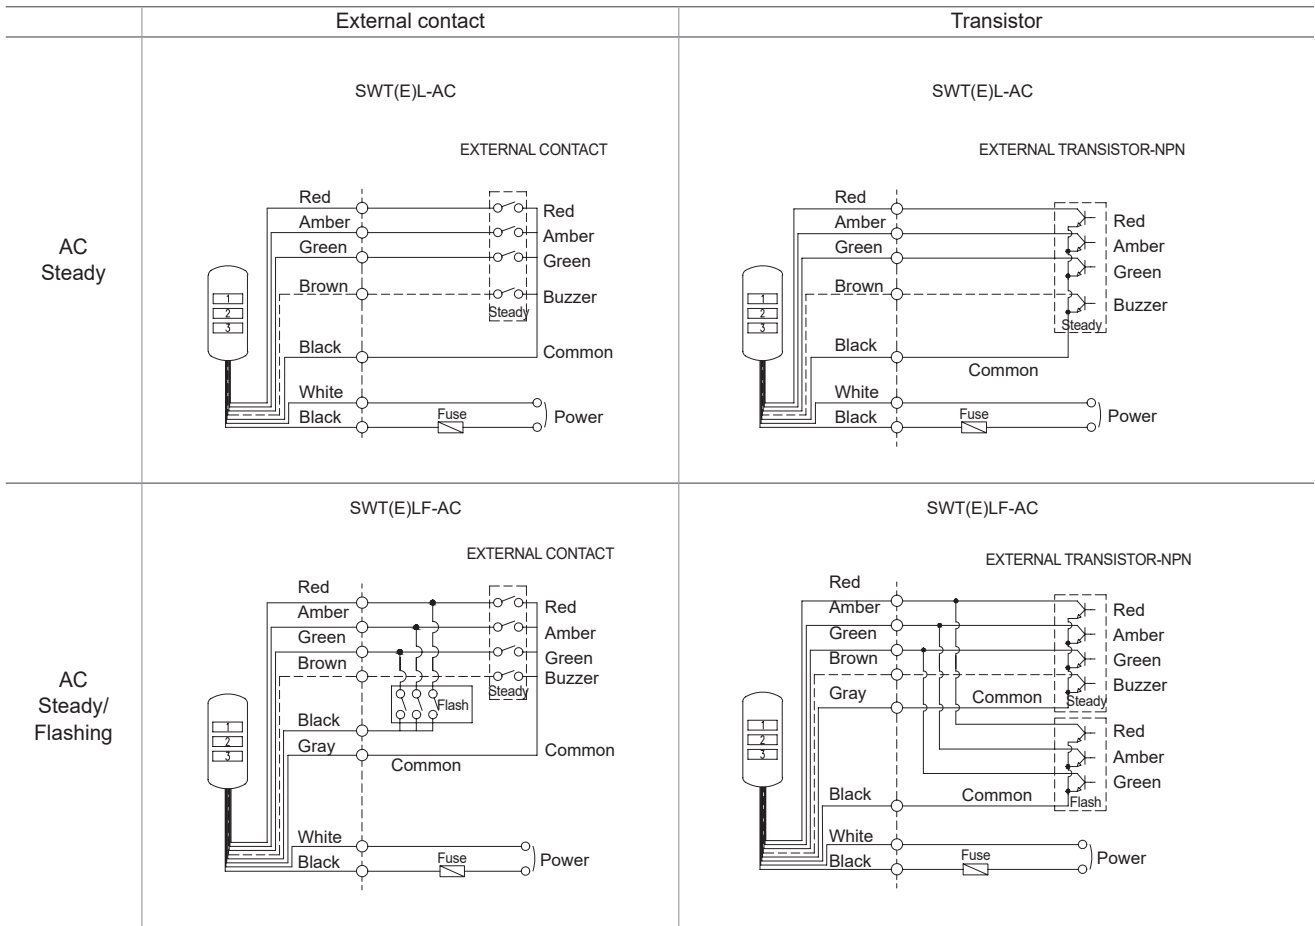 External contact
Transistor
AC
Steady
SWT(E)L-AC
EXTERNAL CONTACT
Red
Amber
Green
Brown
Black
White
Black
1
2
3
Red
Amber
Green
Buzzer
Steady
Common
Fuse
Power
SWT(E)L-AC
EXTERNAL TRANSISTOR-NPN
Red
Amber
Green
Brown
Black
White
Black
1
2
3
Red
Amber
Green
Buzzer
Steady
Common
Fuse
Power
AC
Steady/
Flashing
SWT(E)LF-AC
EXTERNAL CONTACT
Red
Amber
Green
Brown
Black
Gray
White
Black
1
2
3
Red
Amber
Green
Buzzer
Steady
Flash
Common
Common
Fuse
Power
SWT(E)LF-AC
EXTERNAL TRANSISTOR-NPN
Red
Amber
Green
Brown
Gray
Black
White
Black
1
2
3
Red
Amber
Green
Buzzer
Steady
Common
Red
Amber
Green
Flash
Common
Fuse
Power